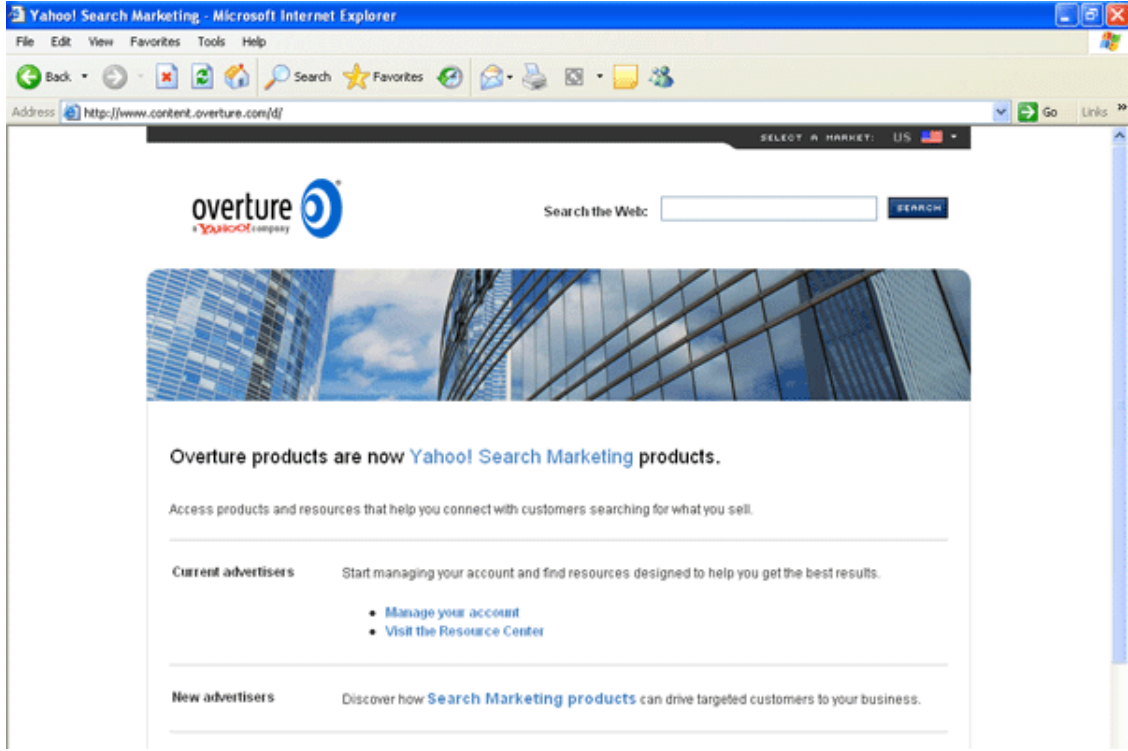 Yahoo! Search Marketing - Microsoft Internet Explorer
File Edit View Favorites Tools Help
Back Search Favorites
Address http://www.content.overture.com/d/ Go Links »
SELECT A MARKET: US
overture
a YAHOO! company
Search the Web: SEARCH
Overture products are now Yahoo! Search Marketing products.
Access products and resources that help you connect with customers searching for what you sell.
Current advertisers Start managing your account and find resources designed to help you get the best results.
• Manage your account
• Visit the Resource Center
New advertisers Discover how Search Marketing products can drive targeted customers to your business.